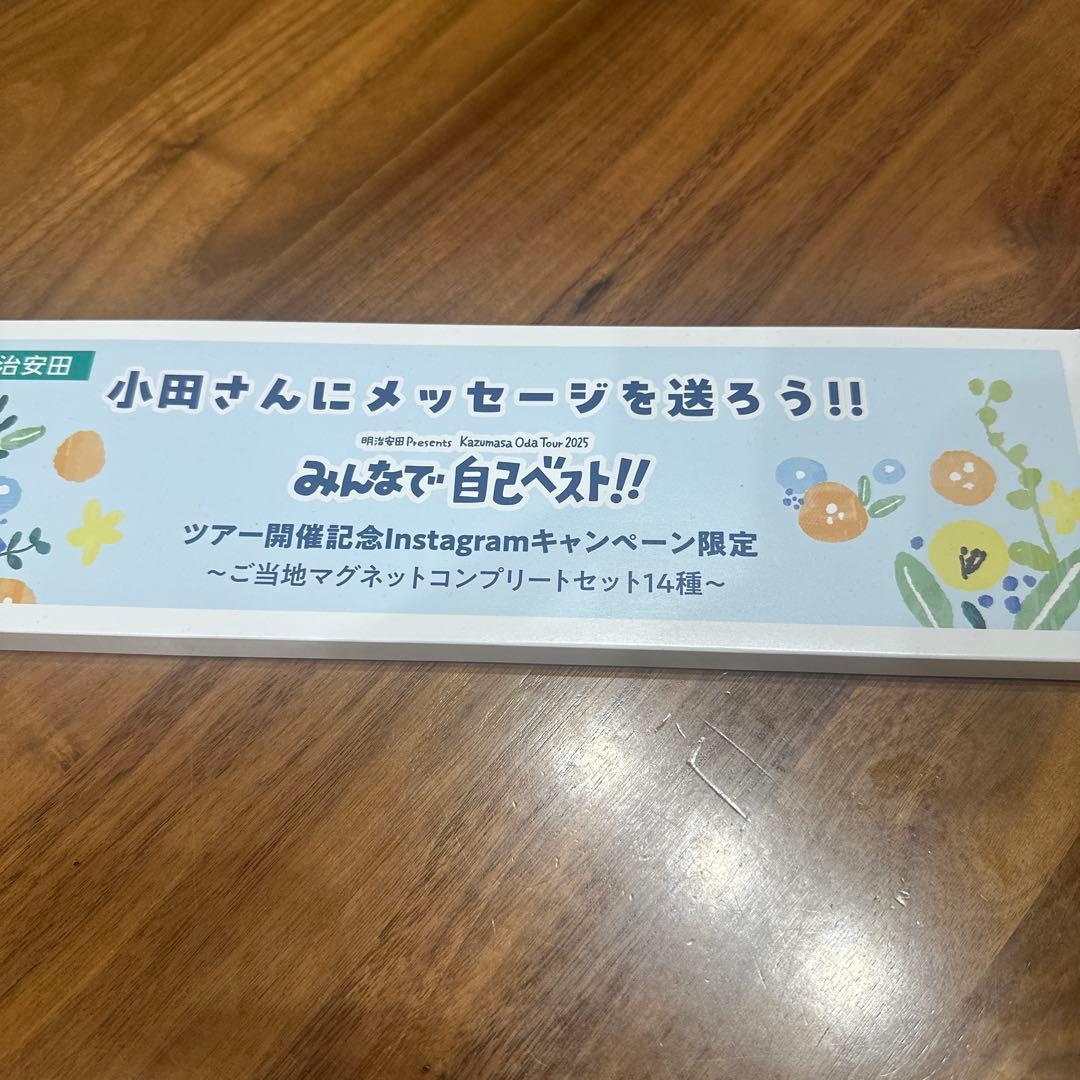 治安田
小田さんにメッセージを送ろう!!
明治安田 Presents Kazumasa Oda Tour 2025
みんなで 自己ベスト!!
ツアー開催記念Instagramキャンペーン限定
～ご当地マグネットコンプリートセット14種～